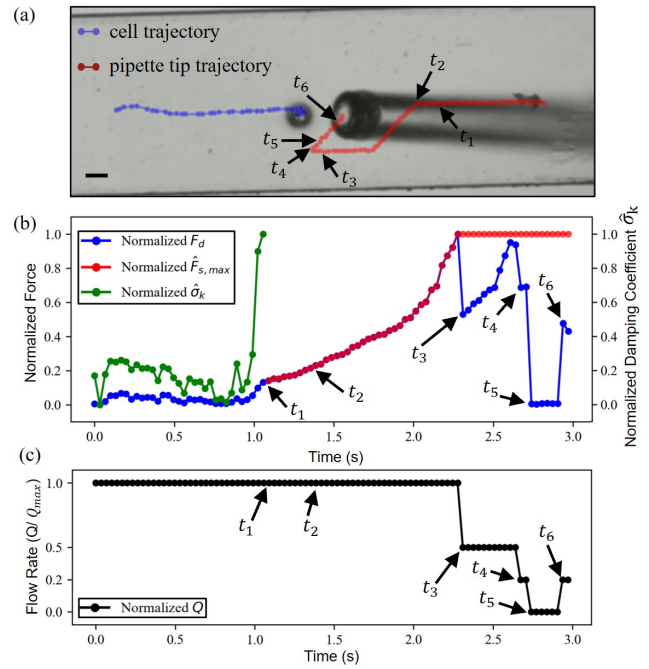 (a)
cell trajectory
pipette tip trajectory
t₂
t₆
t₅
t₁
t₄
t₃
(b)
1.0
0.8
0.6
0.4
0.2
0.0
Normalized Force
Normalized F_d
Normalized F̂_{s,max}
Normalized σ̂_k
1.0
0.8
0.6
0.4
0.2
0.0
Normalized Damping Coefficient σ̂_k
t₁
t₂
t₃
t₄
t₅
t₆
0.0 0.5 1.0 1.5 2.0 2.5 3.0
Time (s)
(c)
1.0
0.5
0.2
0.0
Flow Rate (Q/Q_{max})
t₁
t₂
t₃
t₄
t₅
t₆
Normalized Q
0.0 0.5 1.0 1.5 2.0 2.5 3.0
Time (s)